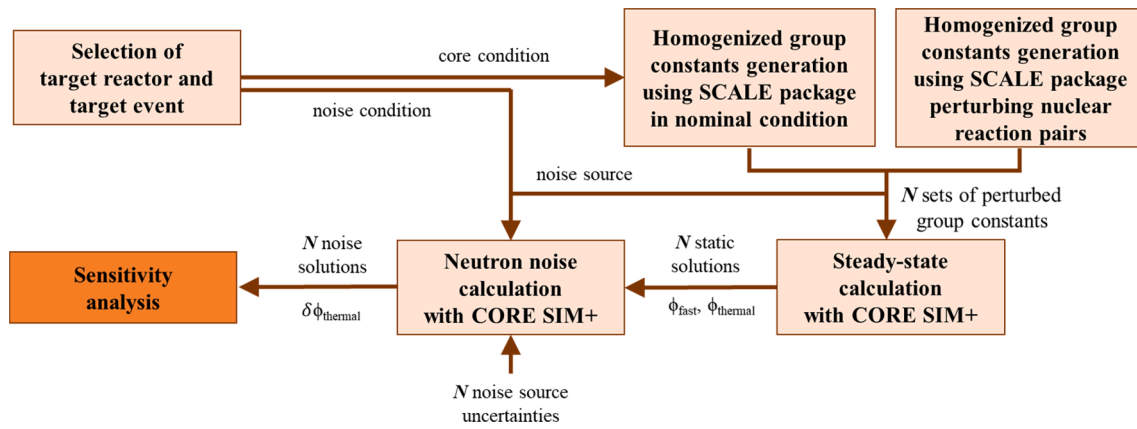 Selection of
target reactor and
target event
core condition
noise condition
Homogenized group
constants generation
using SCALE package
in nominal condition
Homogenized group
constants generation
using SCALE package
perturbing nuclear
reaction pairs
noise source
N sets of perturbed
group constants
Sensitivity
analysis
N noise
solutions
δϕthermal
Neutron noise
calculation
with CORE SIM+
N static
solutions
ϕfast, ϕthermal
Steady-state
calculation
with CORE SIM+
N noise source
uncertainties